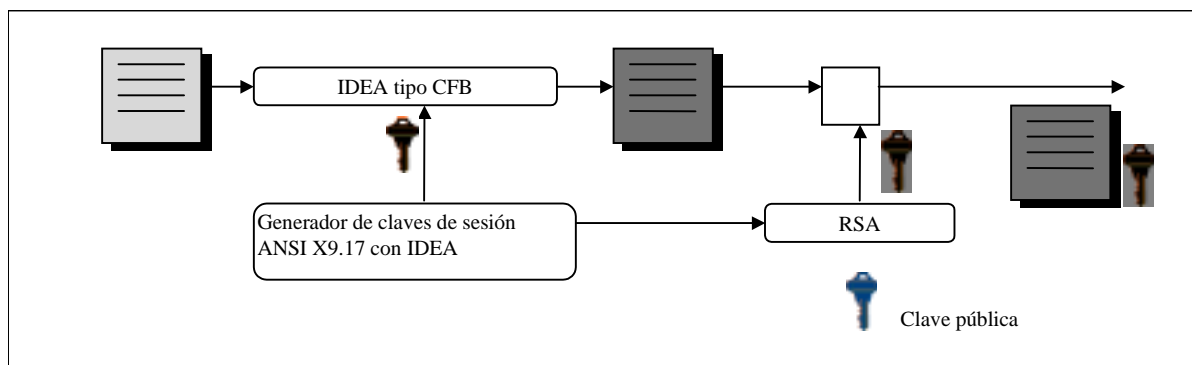 IDEA tipo CFB
Generador de claves de sesión
ANSI X9.17 con IDEA
RSA
Clave pública